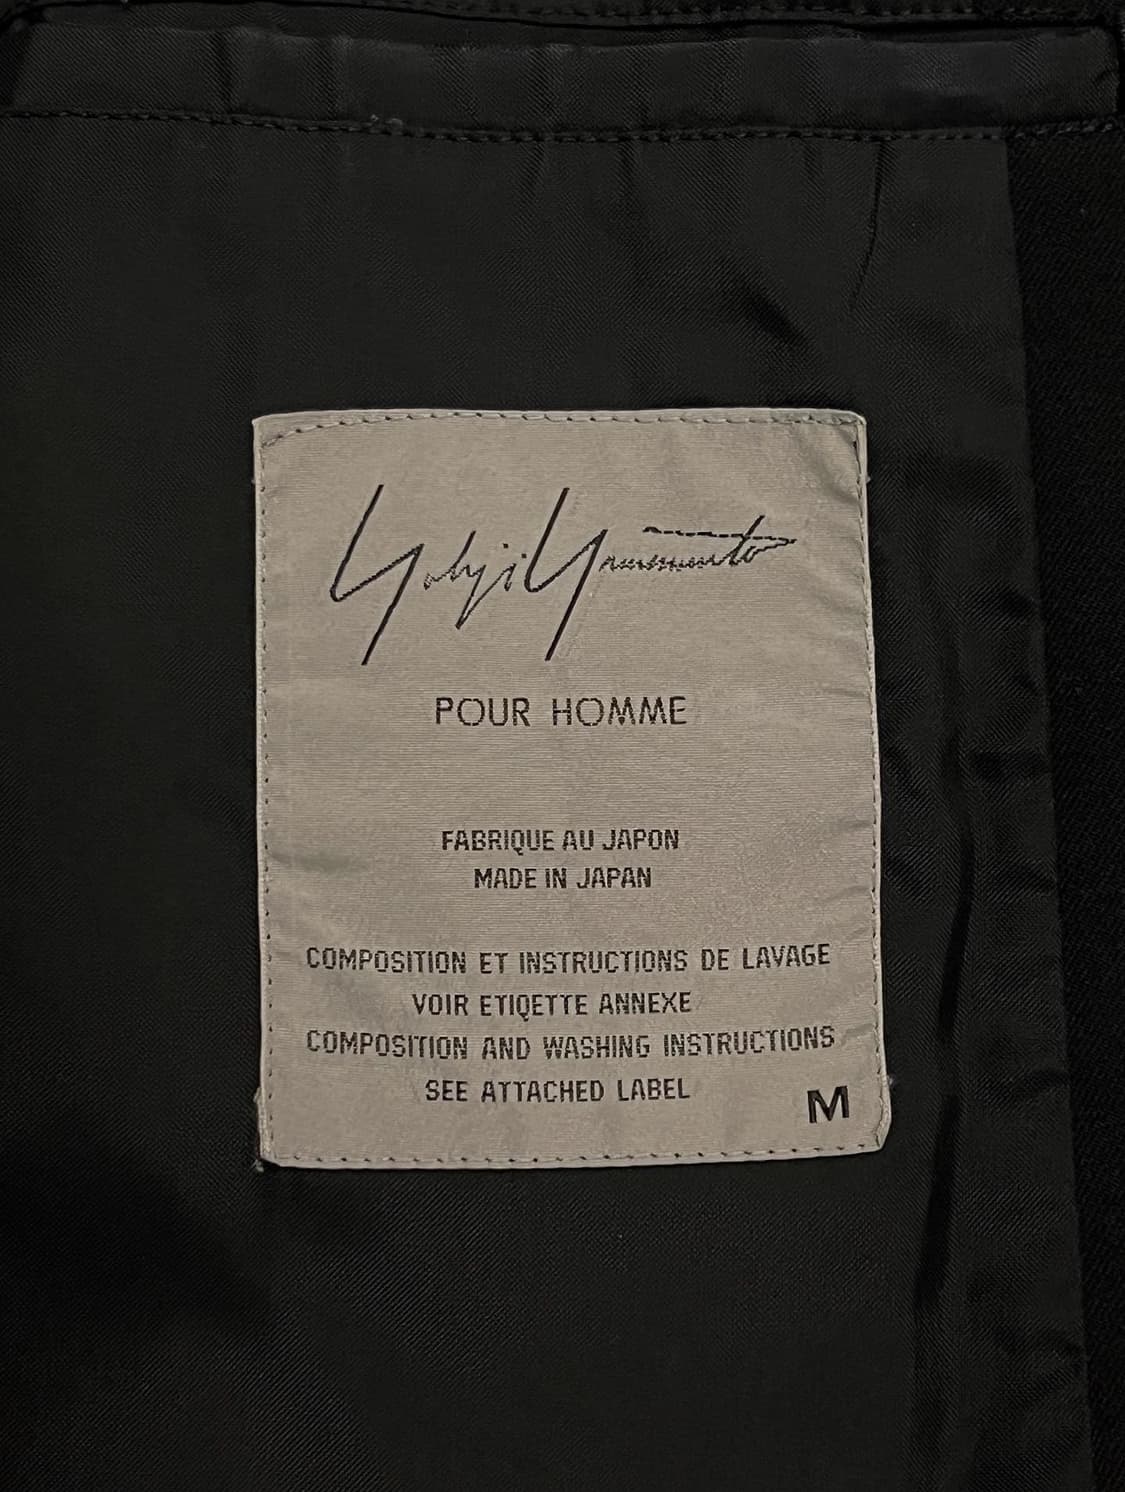 Yohji Yamamoto
POUR HOMME
FABRIQUE AU JAPON
MADE IN JAPAN
COMPOSITION ET INSTRUCTIONS DE LAVAGE
VOIR ETIQETTE ANNEXE
COMPOSITION AND WASHING INSTRUCTIONS
SEE ATTACHED LABEL
M